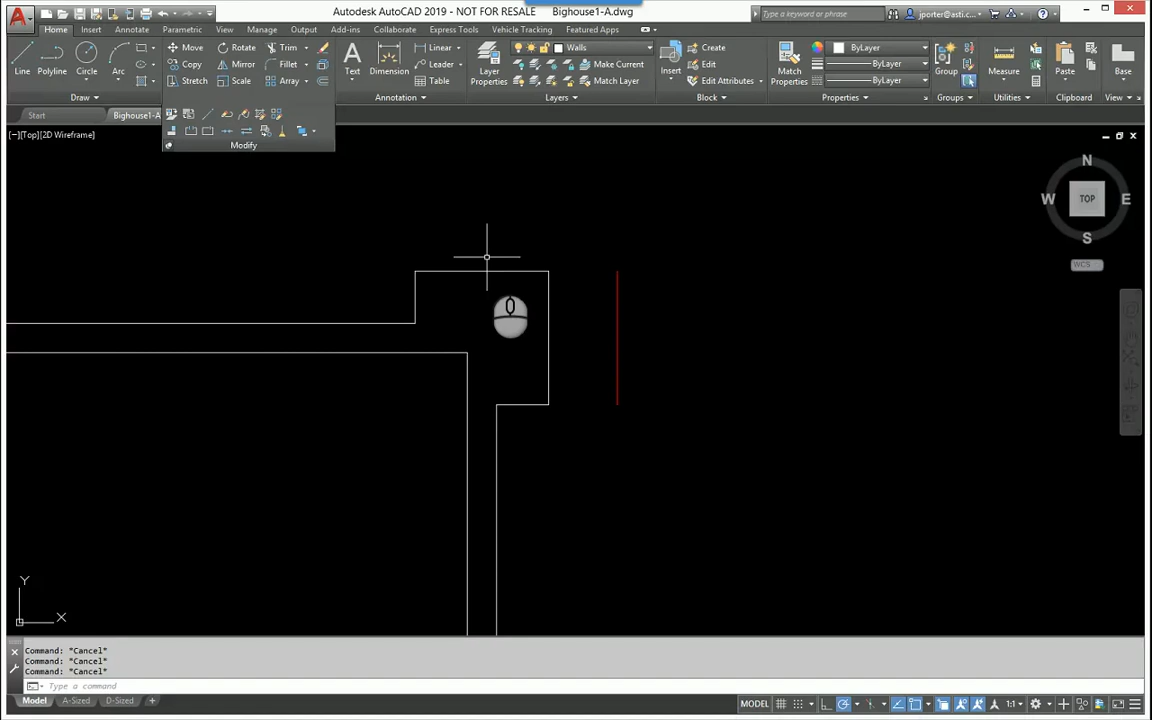 Autodesk AutoCAD 2019 - NOT FOR RESALE Bighouse1-A.dwg
Type a keyword or phrase
jporter@asti.c...
Home Insert Annotate Parametric View Manage Output Add-ins Collaborate Express Tools Vehicle Tracking Featured Apps
Move Rotate Trim Linear Walls Create ByLayer
Copy Mirror Fillet Leader Make Current Edit ByLayer
Line Polyline Circle Arc Text Dimension Layer Properties Insert Match Properties Group Measure Paste Base
Stretch Scale Array Table Match Layer Edit Attributes ByLayer
Draw Annotation Layers Block Properties Groups Utilities Clipboard View
Start Bighouse1-A
[−][Top][2D Wireframe]
Modify
N
W TOP E
S
WCS
Y
X
Command: *Cancel*
Command: *Cancel*
Command: *Cancel*
Type a command
Model A-Sized D-Sized +
MODEL 1:1